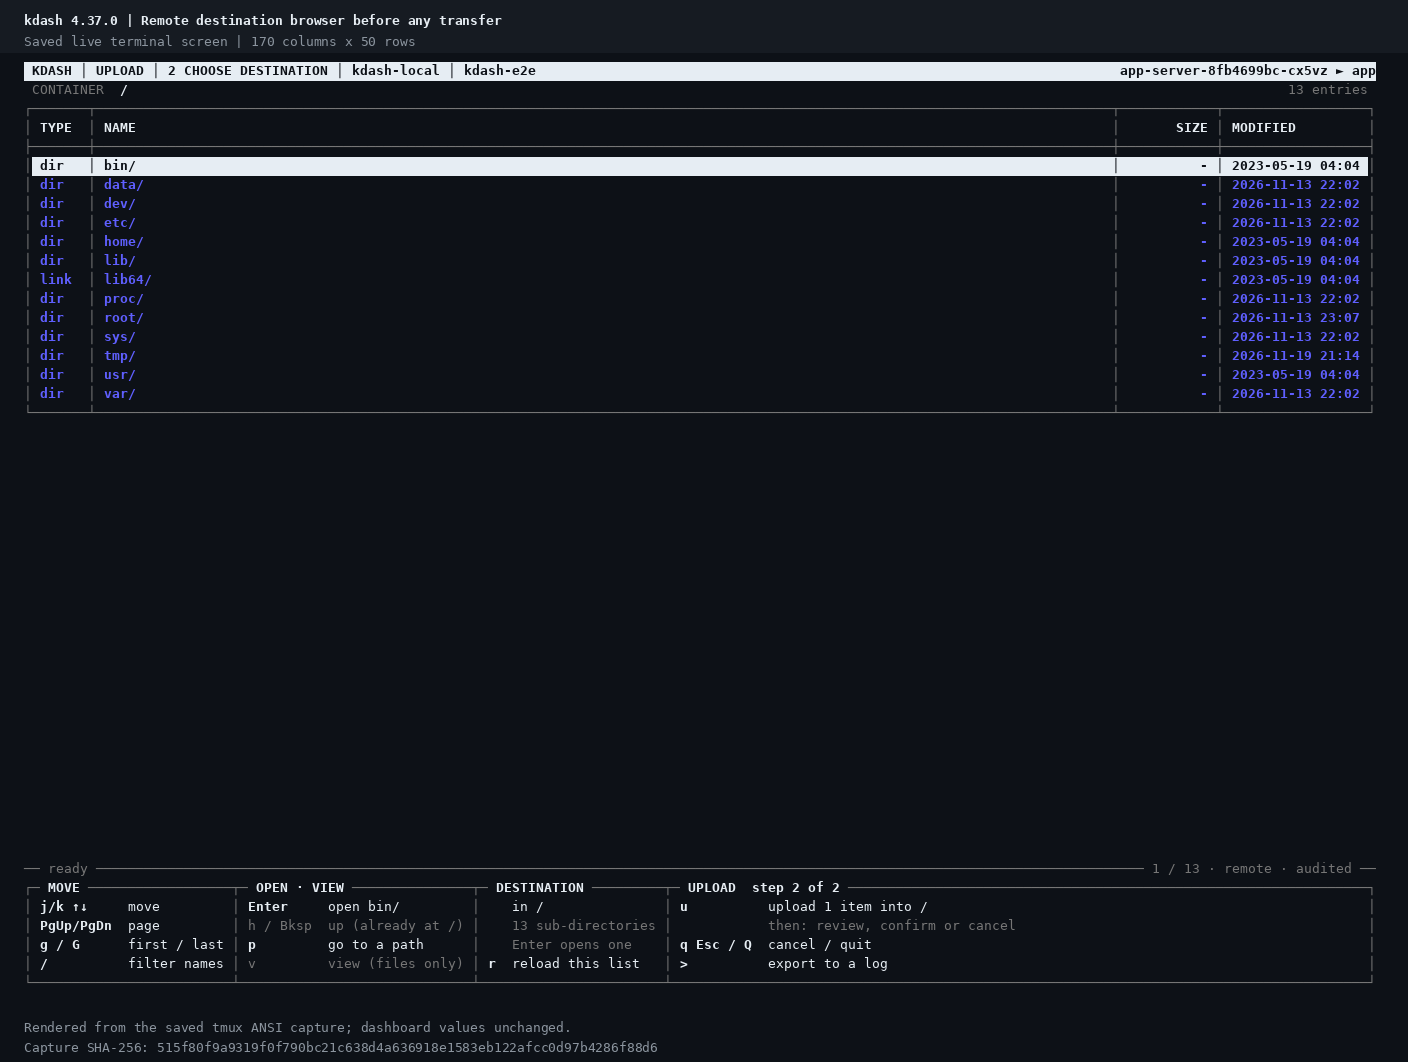 kdash 4.37.0 | Remote destination browser before any transfer
Saved live terminal screen | 170 columns x 50 rows
KDASH │ UPLOAD │ 2 CHOOSE DESTINATION │ kdash-local │ kdash-e2e app-server-8fb4699bc-cx5vz ► app
CONTAINER / 13 entries
TYPE │ NAME │ SIZE │ MODIFIED
dir │ bin/ │ - │ 2023-05-19 04:04
dir │ data/ │ - │ 2026-11-13 22:02
dir │ dev/ │ - │ 2026-11-13 22:02
dir │ etc/ │ - │ 2026-11-13 22:02
dir │ home/ │ - │ 2023-05-19 04:04
dir │ lib/ │ - │ 2023-05-19 04:04
link │ lib64/ │ - │ 2023-05-19 04:04
dir │ proc/ │ - │ 2026-11-13 22:02
dir │ root/ │ - │ 2026-11-13 23:07
dir │ sys/ │ - │ 2026-11-13 22:02
dir │ tmp/ │ - │ 2026-11-19 21:14
dir │ usr/ │ - │ 2023-05-19 04:04
dir │ var/ │ - │ 2026-11-13 22:02
ready 1 / 13 · remote · audited
MOVE OPEN · VIEW DESTINATION UPLOAD step 2 of 2
j/k ↑↓ move │ Enter open bin/ │ in / │ u upload 1 item into /
PgUp/PgDn page │ h / Bksp up (already at /) │ 13 sub-directories │ then: review, confirm or cancel
g / G first / last │ p go to a path │ Enter opens one │ q Esc / Q cancel / quit
/ filter names │ v view (files only) │ r reload this list │ > export to a log
Rendered from the saved tmux ANSI capture; dashboard values unchanged.
Capture SHA-256: 515f80f9a9319f0f790bc21c638d4a636918e1583eb122afcc0d97b4286f88d6